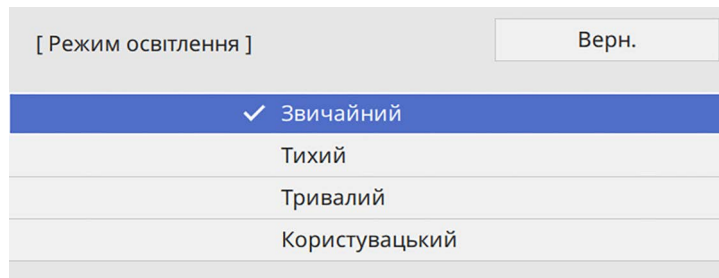 [ Режим освітлення ]
Верн.
Звичайний
Тихий
Тривалий
Користувацький